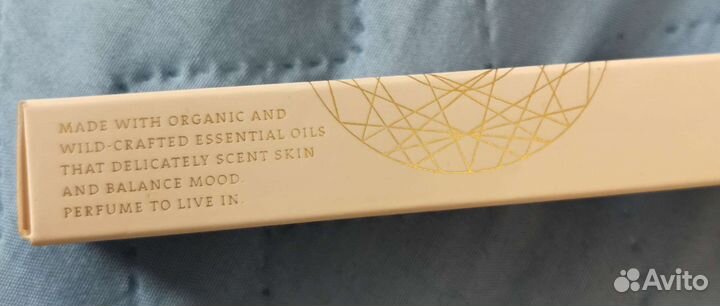 MADE WITH ORGANIC AND
WILD-CRAFTED ESSENTIAL OILS
THAT DELICATELY SCENT SKIN
AND BALANCE MOOD.
PERFUME TO LIVE IN.
Avito